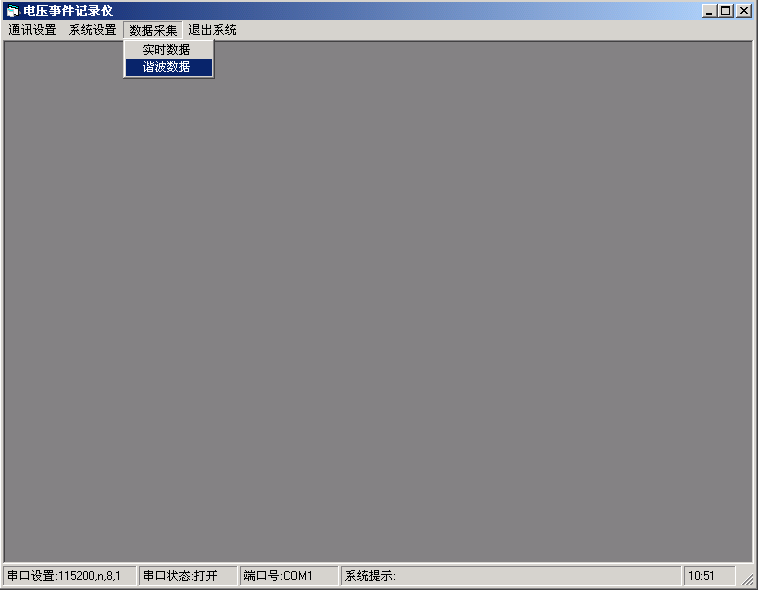 电压事件记录仪
通讯设置 系统设置 数据采集 退出系统
实时数据
谐波数据
串口设置:115200,n,8,1 串口状态:打开 端口号:COM1 系统提示: 10:51